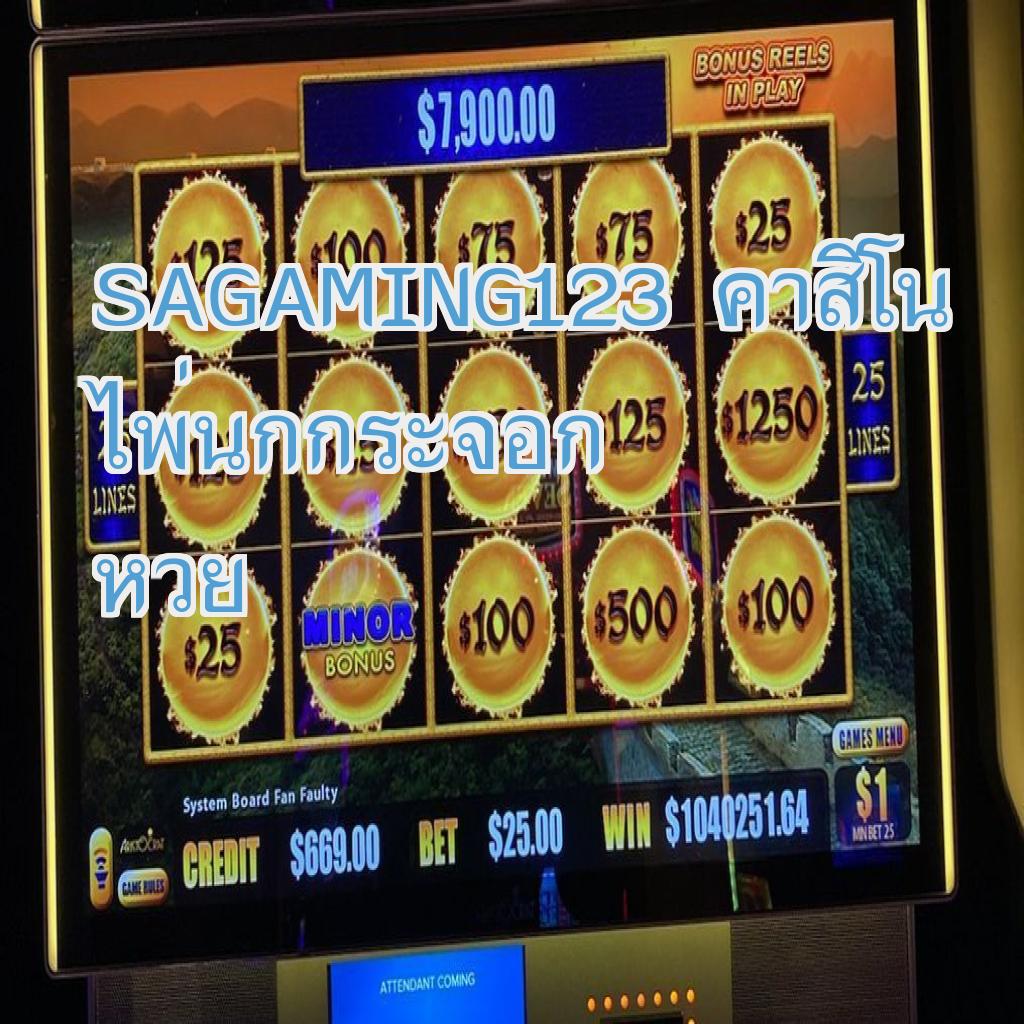 BONUS REELS
IN PLAY
$7,900.00
$125 $100 $75 $75 $25
SAGAMING123 คาสิโน
ไพ่นกกระจอก
หวย
$125 $1250
25
LINES
LINES
$25 MINOR
BONUS $100 $500 $100
GAMES MENU
System Board Fan Faulty
ARISTOCRAT
GAME RULES
CREDIT $669.00 BET $25.00 WIN $1040251.64
$1
MIN BET 25
ATTENDANT COMING